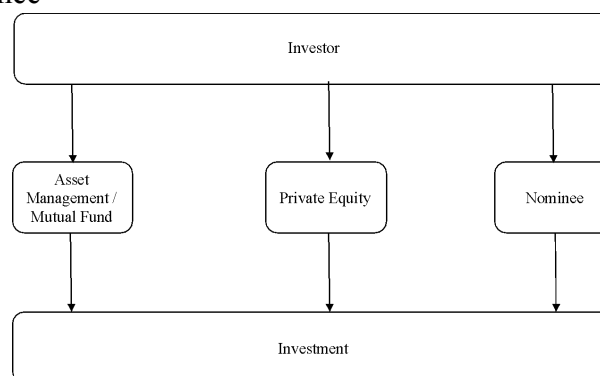 Investor
Asset
Management /
Mutual Fund
Private Equity
Nominee
Investment